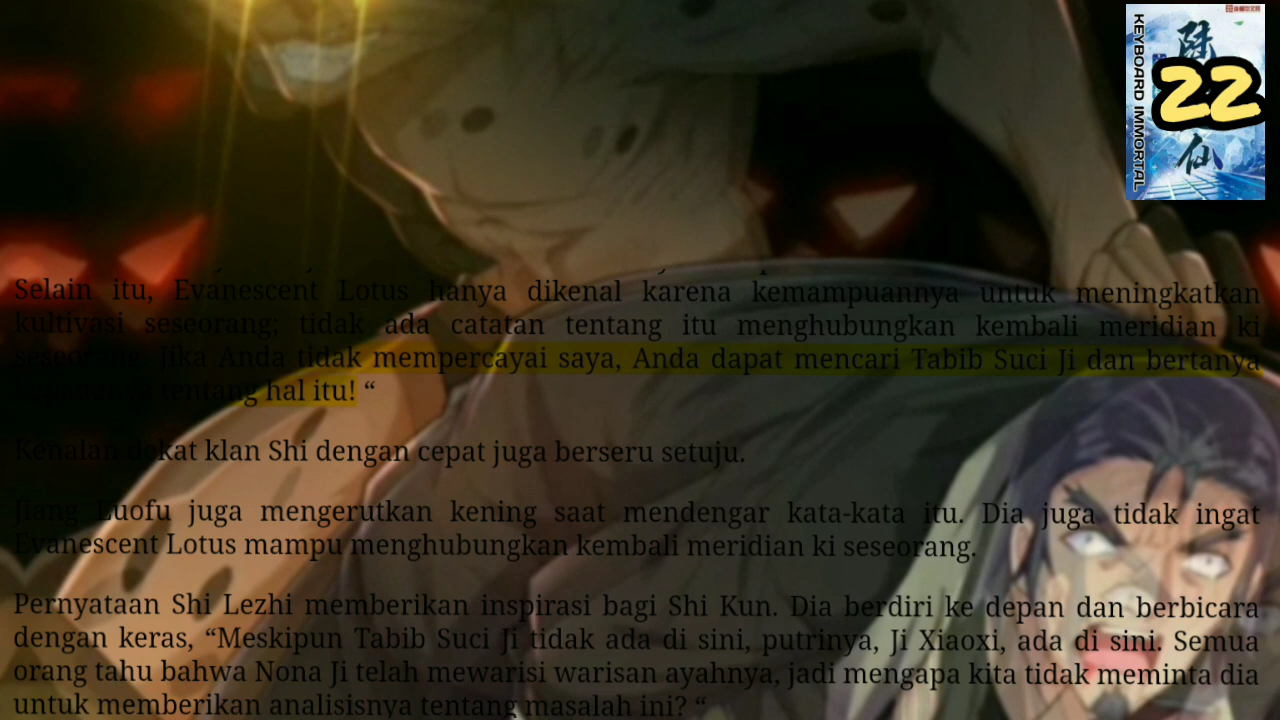 KEYBOARD IMMORTAL
22
仙
Selain itu, Evanescent Lotus hanya dikenal karena kemampuannya untuk meningkatkan
kultivasi seseorang; tidak ada catatan tentang itu menghubungkan kembali meridian ki
seseorang. Jika Anda tidak mempercayai saya, Anda dapat mencari Tabib Suci Ji dan bertanya
tentang hal itu! “
Kenalan dekat klan Shi dengan cepat juga berseru setuju.
Jiang Luofu juga mengerutkan kening saat mendengar kata-kata itu. Dia juga tidak ingat
Evanescent Lotus mampu menghubungkan kembali meridian ki seseorang.
Pernyataan Shi Lezhi memberikan inspirasi bagi Shi Kun. Dia berdiri ke depan dan berbicara
dengan keras, “Meskipun Tabib Suci Ji tidak ada di sini, putrinya, Ji Xiaoxi, ada di sini. Semua
orang tahu bahwa Nona Ji telah mewarisi warisan ayahnya, jadi mengapa kita tidak meminta dia
untuk memberikan analisisnya tentang masalah ini? “